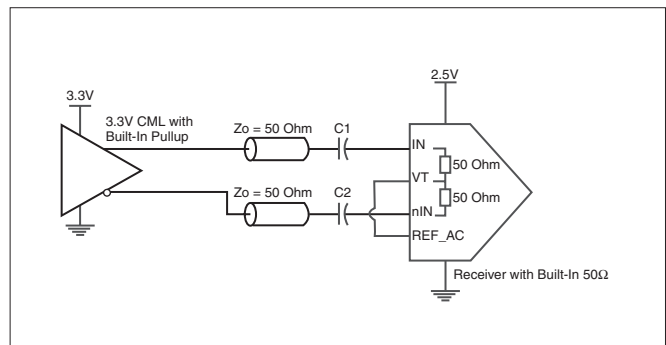 3.3V
3.3V CML with
Built-In Pullup
Zo = 50 Ohm
C1
Zo = 50 Ohm
C2
2.5V
IN
50 Ohm
VT
50 Ohm
nIN
REF_AC
Receiver with Built-In 50Ω